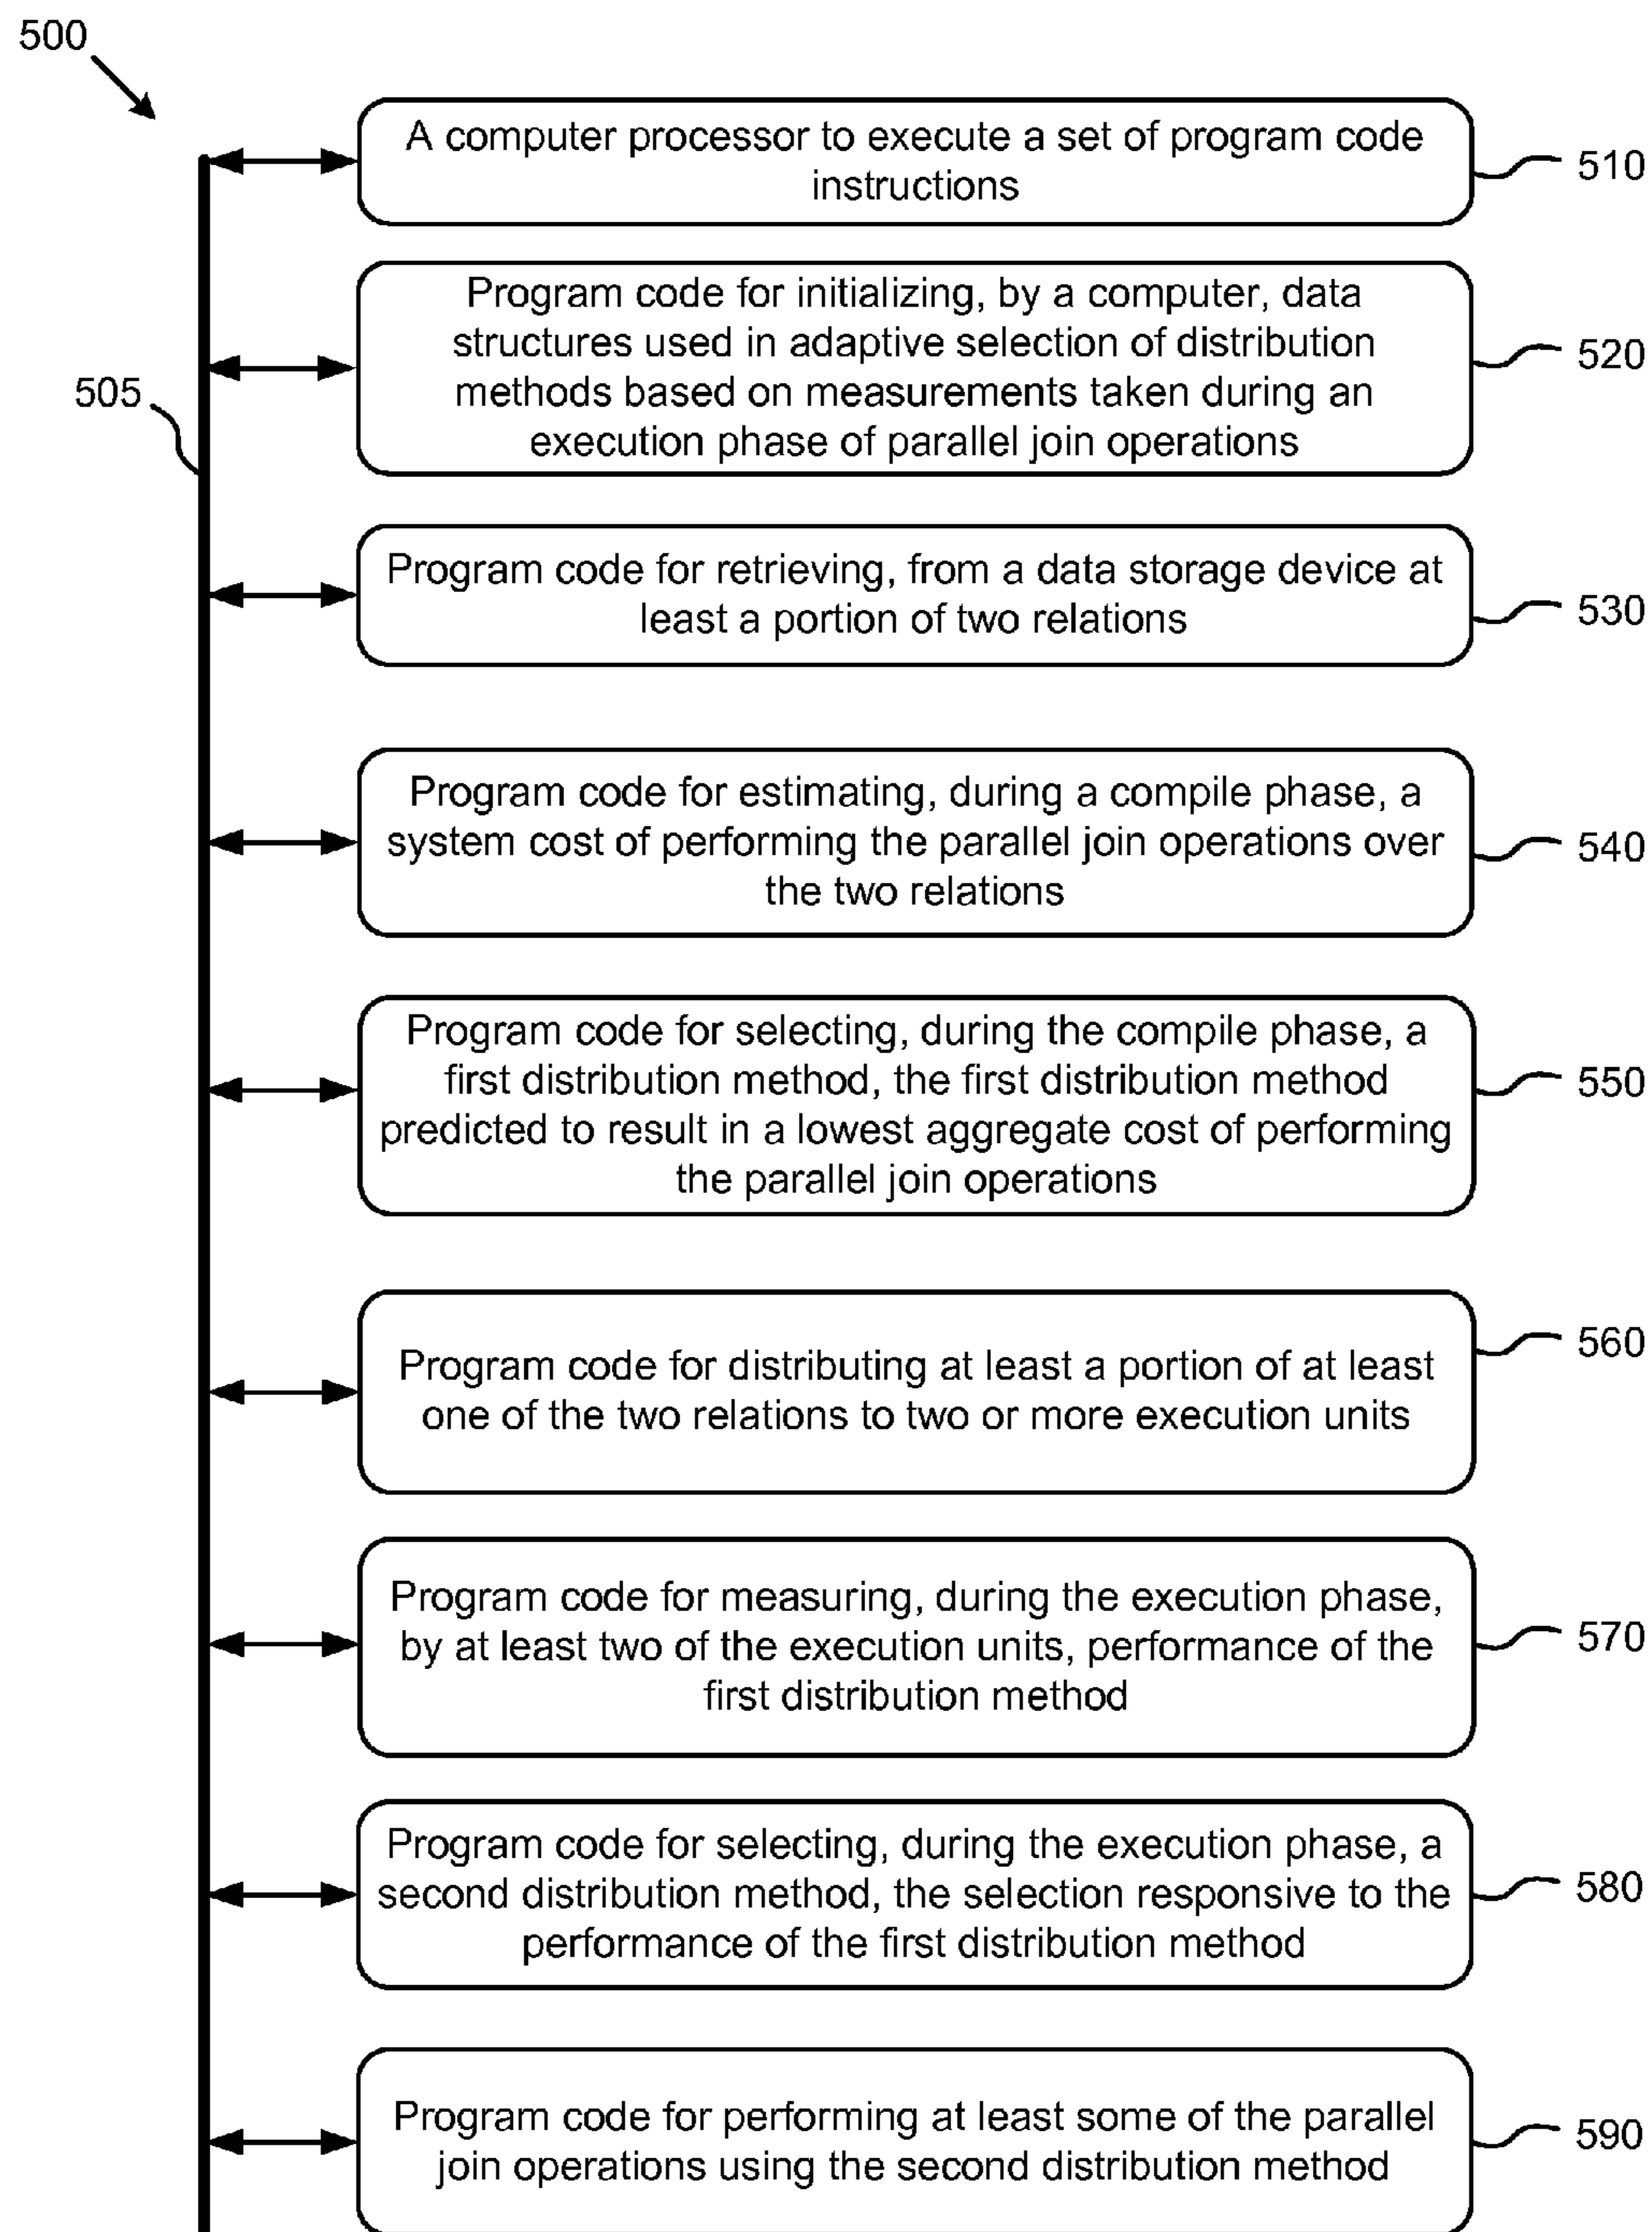 500
A computer processor to execute a set of program code
instructions
510
Program code for initializing, by a computer, data
structures used in adaptive selection of distribution
methods based on measurements taken during an
execution phase of parallel join operations
520
505
Program code for retrieving, from a data storage device at
least a portion of two relations
530
Program code for estimating, during a compile phase, a
system cost of performing the parallel join operations over
the two relations
540
Program code for selecting, during the compile phase, a
first distribution method, the first distribution method
predicted to result in a lowest aggregate cost of performing
the parallel join operations
550
Program code for distributing at least a portion of at least
one of the two relations to two or more execution units
560
Program code for measuring, during the execution phase,
by at least two of the execution units, performance of the
first distribution method
570
Program code for selecting, during the execution phase, a
second distribution method, the selection responsive to the
performance of the first distribution method
580
Program code for performing at least some of the parallel
join operations using the second distribution method
590